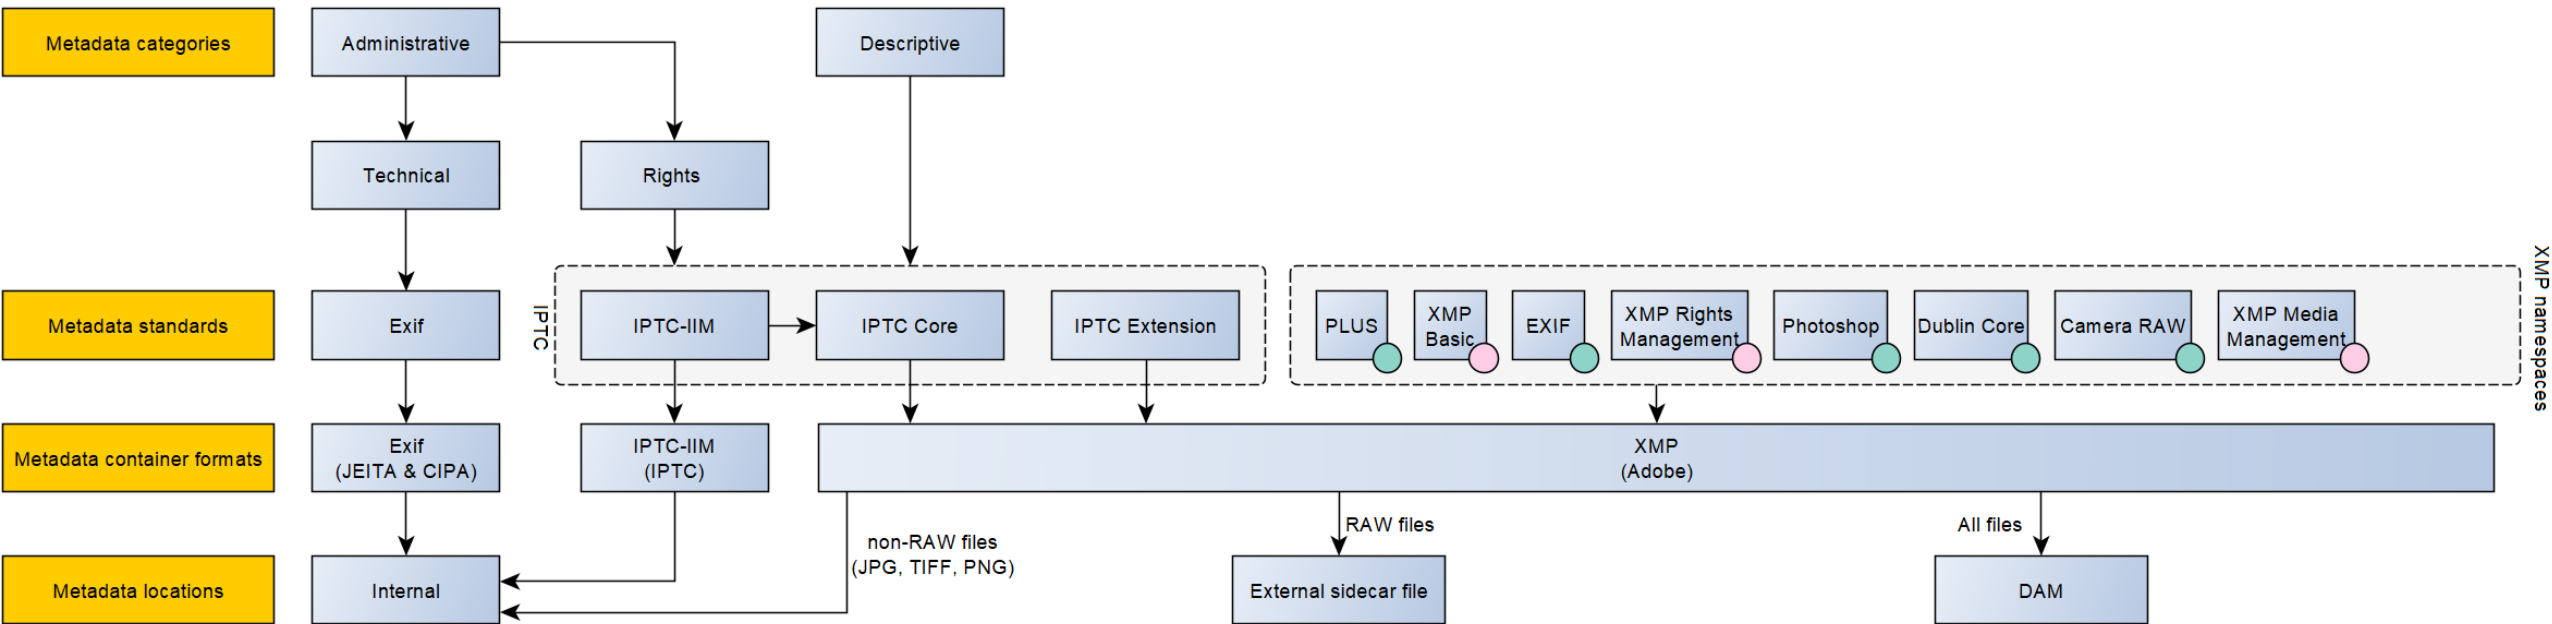 Metadata categories
Administrative
Descriptive
Technical
Rights
XMP namespaces
IPTC
Metadata standards
Exif
IPTC-IIM
IPTC Core
IPTC Extension
PLUS
XMP
Basic
EXIF
XMP Rights
Management
Photoshop
Dublin Core
Camera RAW
XMP Media
Management
Metadata container formats
Exif
(JEITA & CIPA)
IPTC-IIM
(IPTC)
XMP
(Adobe)
non-RAW files
(JPG, TIFF, PNG)
RAW files
All files
Metadata locations
Internal
External sidecar file
DAM